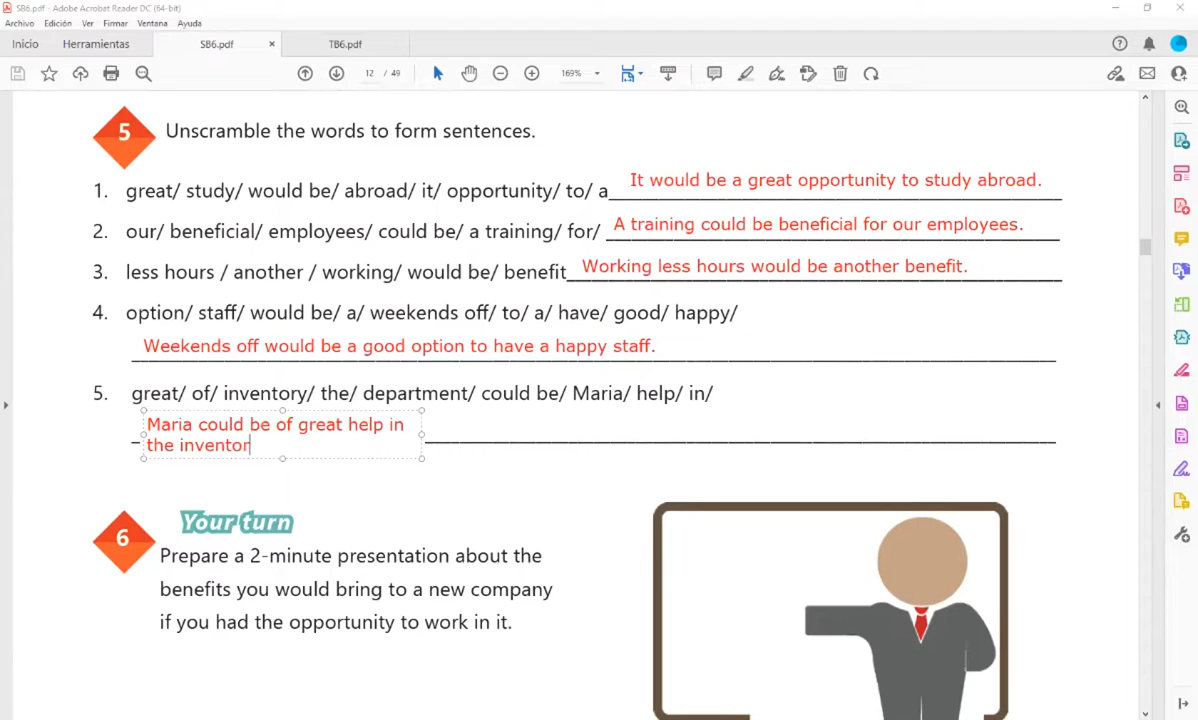 SB6.pdf - Adobe Acrobat Reader DC (64-bit)
Archivo Edición Ver Firmar Ventana Ayuda
Inicio Herramientas SB6.pdf × TB6.pdf
12 / 49 169%
5 Unscramble the words to form sentences.
1. great/ study/ would be/ abroad/ it/ opportunity/ to/ a It would be a great opportunity to study abroad.
2. our/ beneficial/ employees/ could be/ a training/ for/ A training could be beneficial for our employees.
3. less hours / another / working/ would be/ benefit Working less hours would be another benefit.
4. option/ staff/ would be/ a/ weekends off/ to/ a/ have/ good/ happy/
Weekends off would be a good option to have a happy staff.
5. great/ of/ inventory/ the/ department/ could be/ Maria/ help/ in/
Maria could be of great help in
the inventor
6 Your turn
Prepare a 2-minute presentation about the
benefits you would bring to a new company
if you had the opportunity to work in it.